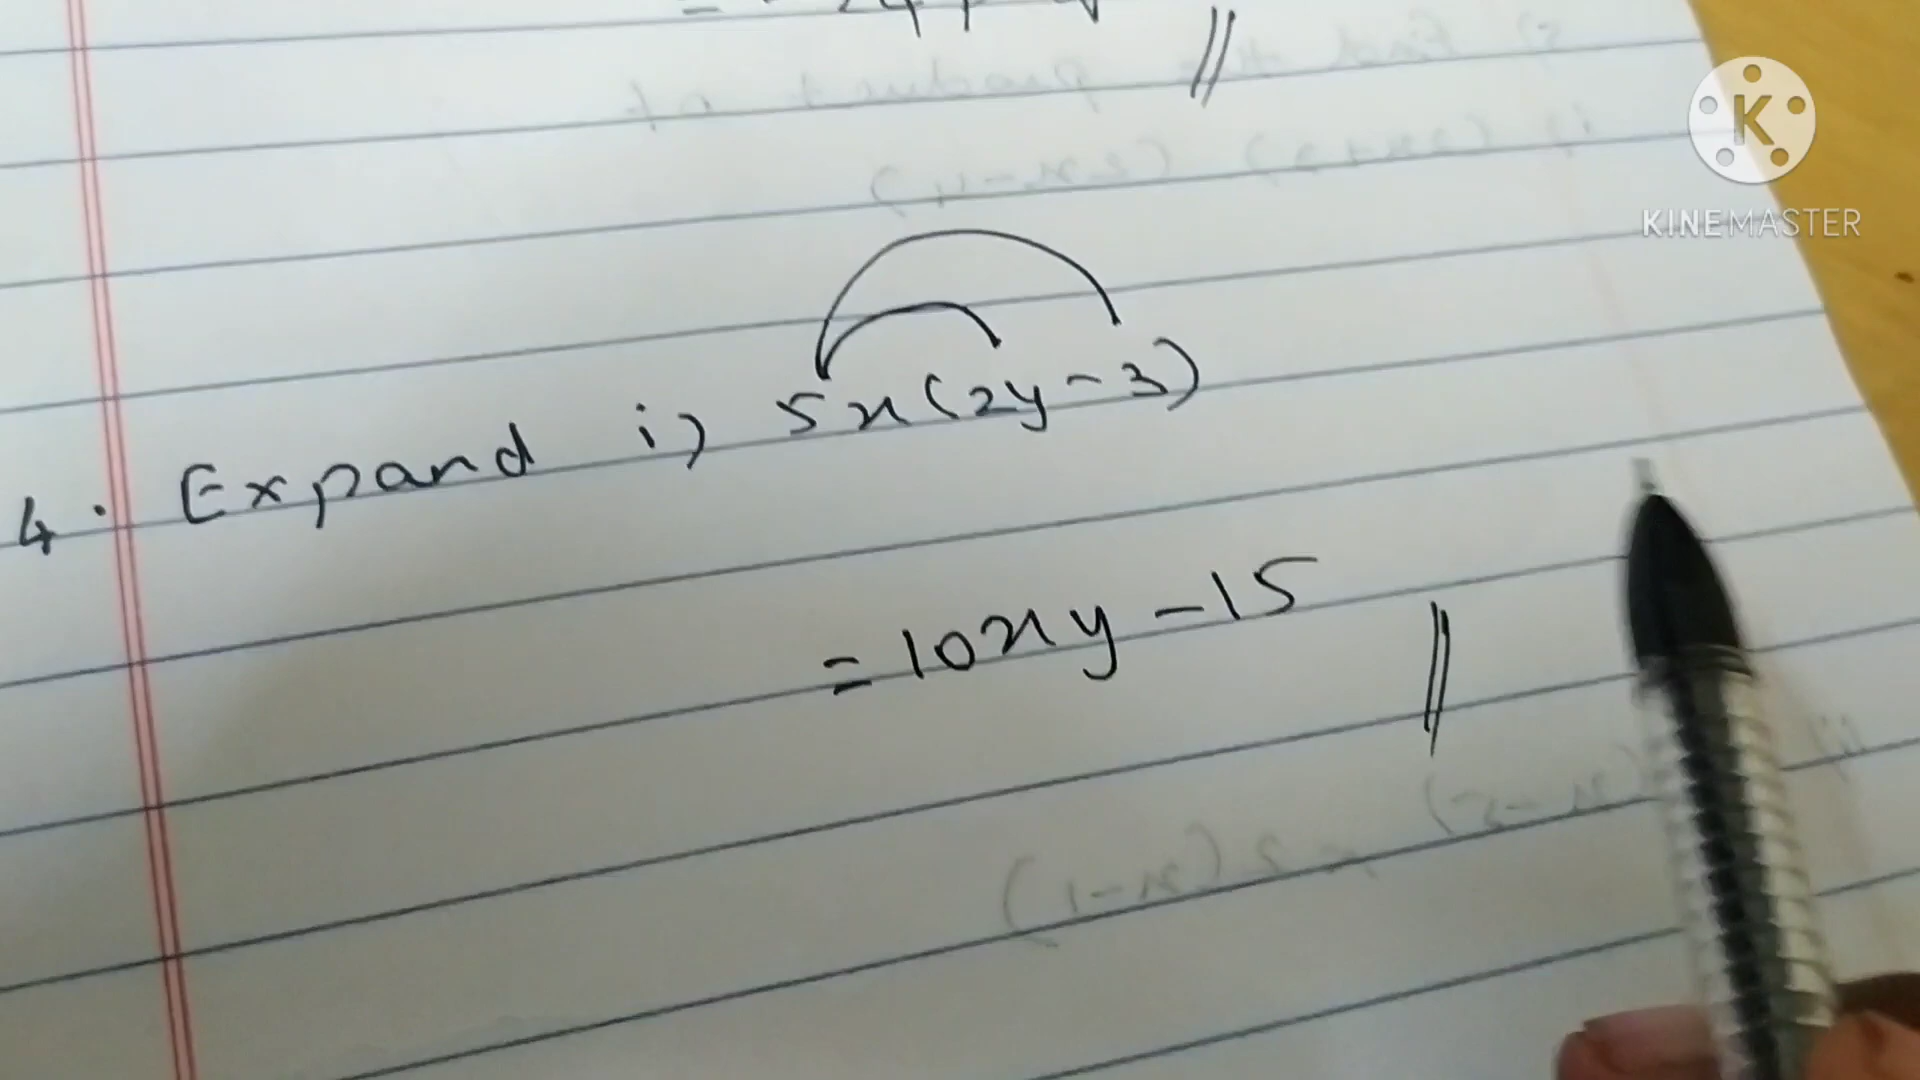 K
KINEMASTER
4. Expand i) 5x(2y-3)
= 10xy - 15